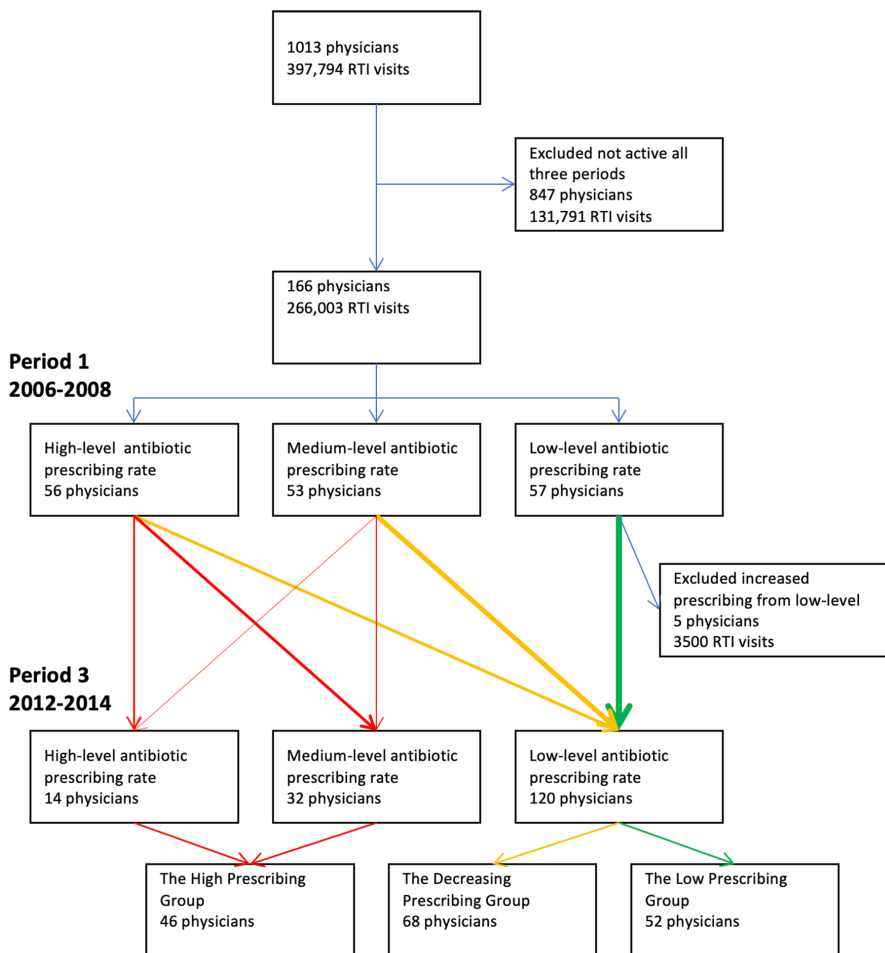 1013 physicians
397,794 RTI visits
Excluded not active all
three periods
847 physicians
131,791 RTI visits
166 physicians
266,003 RTI visits
Period 1
2006-2008
High-level antibiotic
prescribing rate
56 physicians
Medium-level antibiotic
prescribing rate
53 physicians
Low-level antibiotic
prescribing rate
57 physicians
Excluded increased
prescribing from low-level
5 physicians
3500 RTI visits
Period 3
2012-2014
High-level antibiotic
prescribing rate
14 physicians
Medium-level antibiotic
prescribing rate
32 physicians
Low-level antibiotic
prescribing rate
120 physicians
The High Prescribing
Group
46 physicians
The Decreasing
Prescribing Group
68 physicians
The Low Prescribing
Group
52 physicians